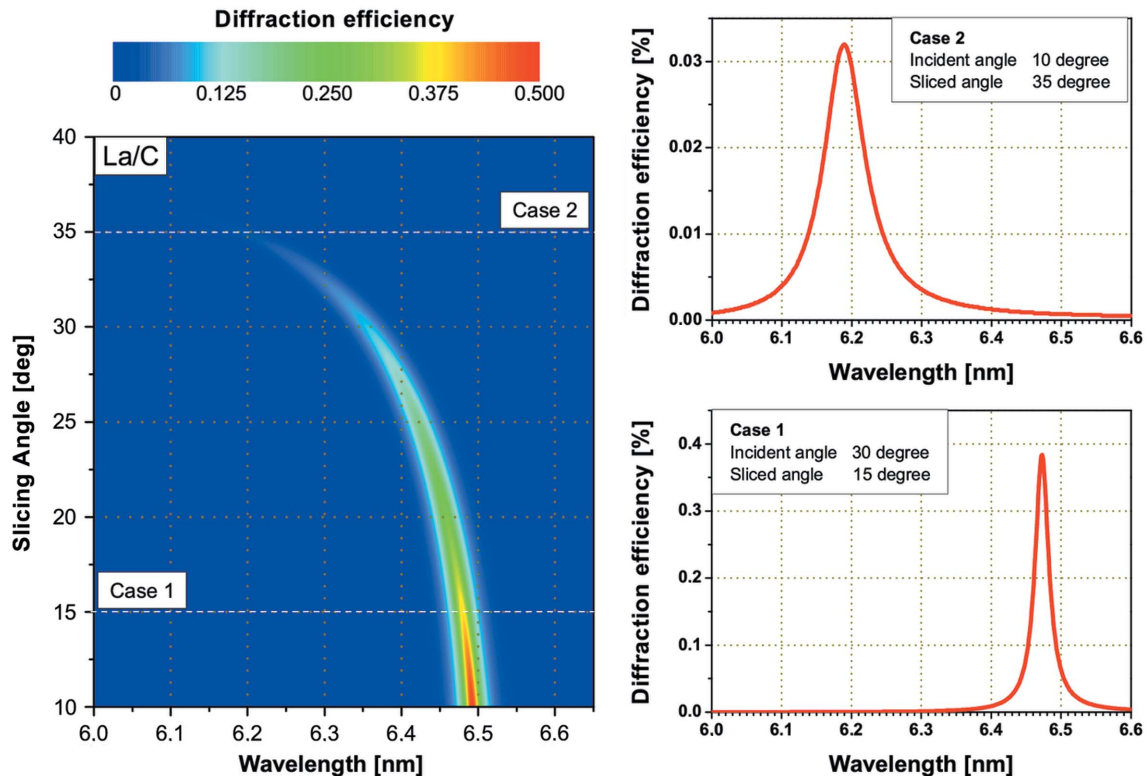 Diffraction efficiency
0 0.125 0.250 0.375 0.500
La/C
Case 2
Case 1
40
35
30
25
20
15
10
Slicing Angle [deg]
6.0 6.1 6.2 6.3 6.4 6.5 6.6
Wavelength [nm]
Case 2
Incident angle 10 degree
Sliced angle 35 degree
0.03
0.02
0.01
0.00
Diffraction efficiency [%]
6.0 6.1 6.2 6.3 6.4 6.5 6.6
Wavelength [nm]
Case 1
Incident angle 30 degree
Sliced angle 15 degree
0.4
0.3
0.2
0.1
0.0
Diffraction efficiency [%]
6.0 6.1 6.2 6.3 6.4 6.5 6.6
Wavelength [nm]